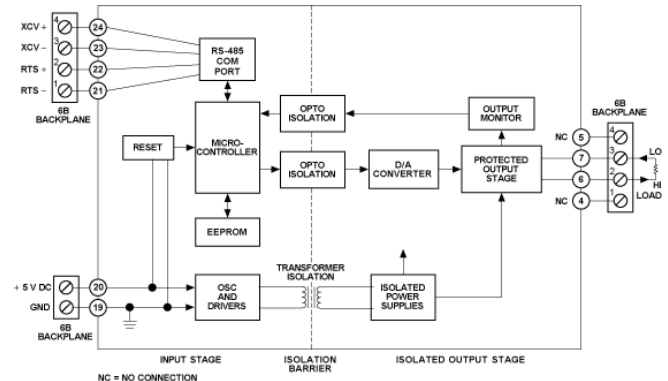 XCV +
4
24
XCV –
3
23
RTS +
2
22
RTS –
1
21
6B
BACKPLANE
RS-485
COM
PORT
RESET
MICRO-
CONTROLLER
EEPROM
OPTO
ISOLATION
OPTO
ISOLATION
D/A
CONVERTER
OUTPUT
MONITOR
PROTECTED
OUTPUT
STAGE
6B
BACKPLANE
NC
5
4
7
3
LO
6
2
HI
LOAD
NC
4
1
+ 5 V DC
20
GND
19
6B
BACKPLANE
OSC
AND
DRIVERS
TRANSFORMER
ISOLATION
ISOLATED
POWER
SUPPLIES
INPUT STAGE
ISOLATION
BARRIER
ISOLATED OUTPUT STAGE
NC = NO CONNECTION